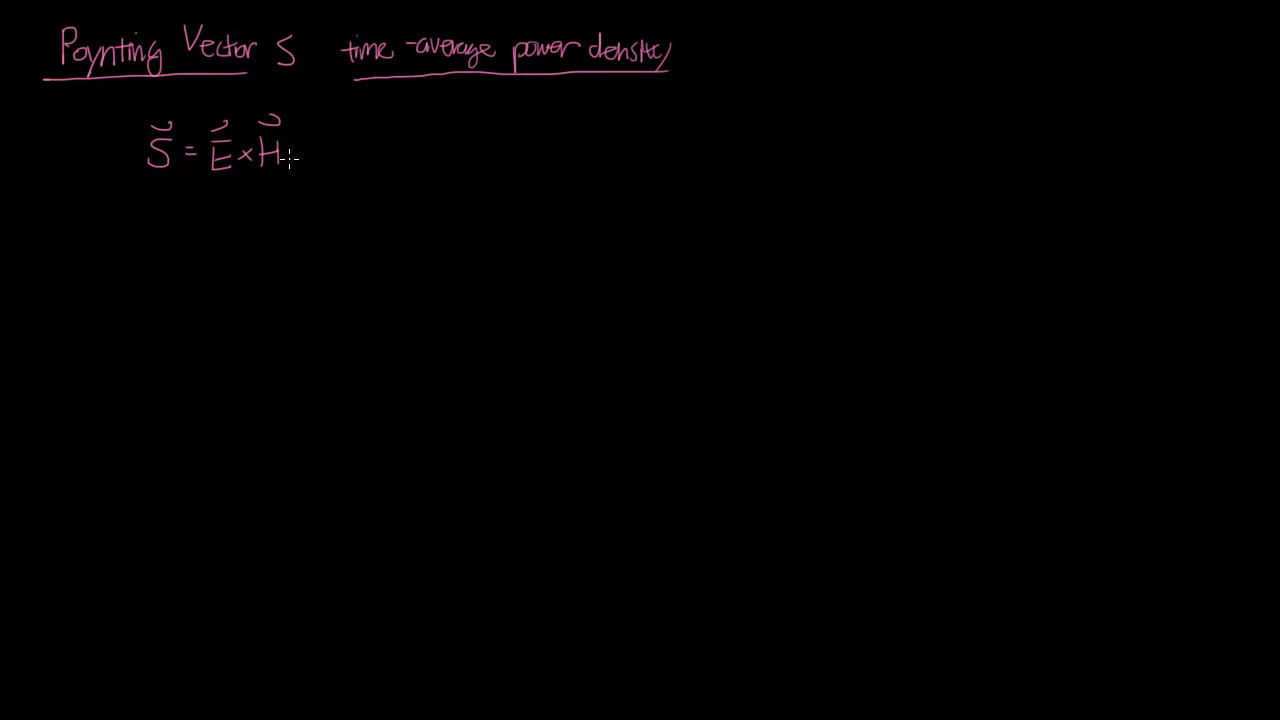 Poynting Vector S time-average power density
S⃗ = E⃗ × H⃗